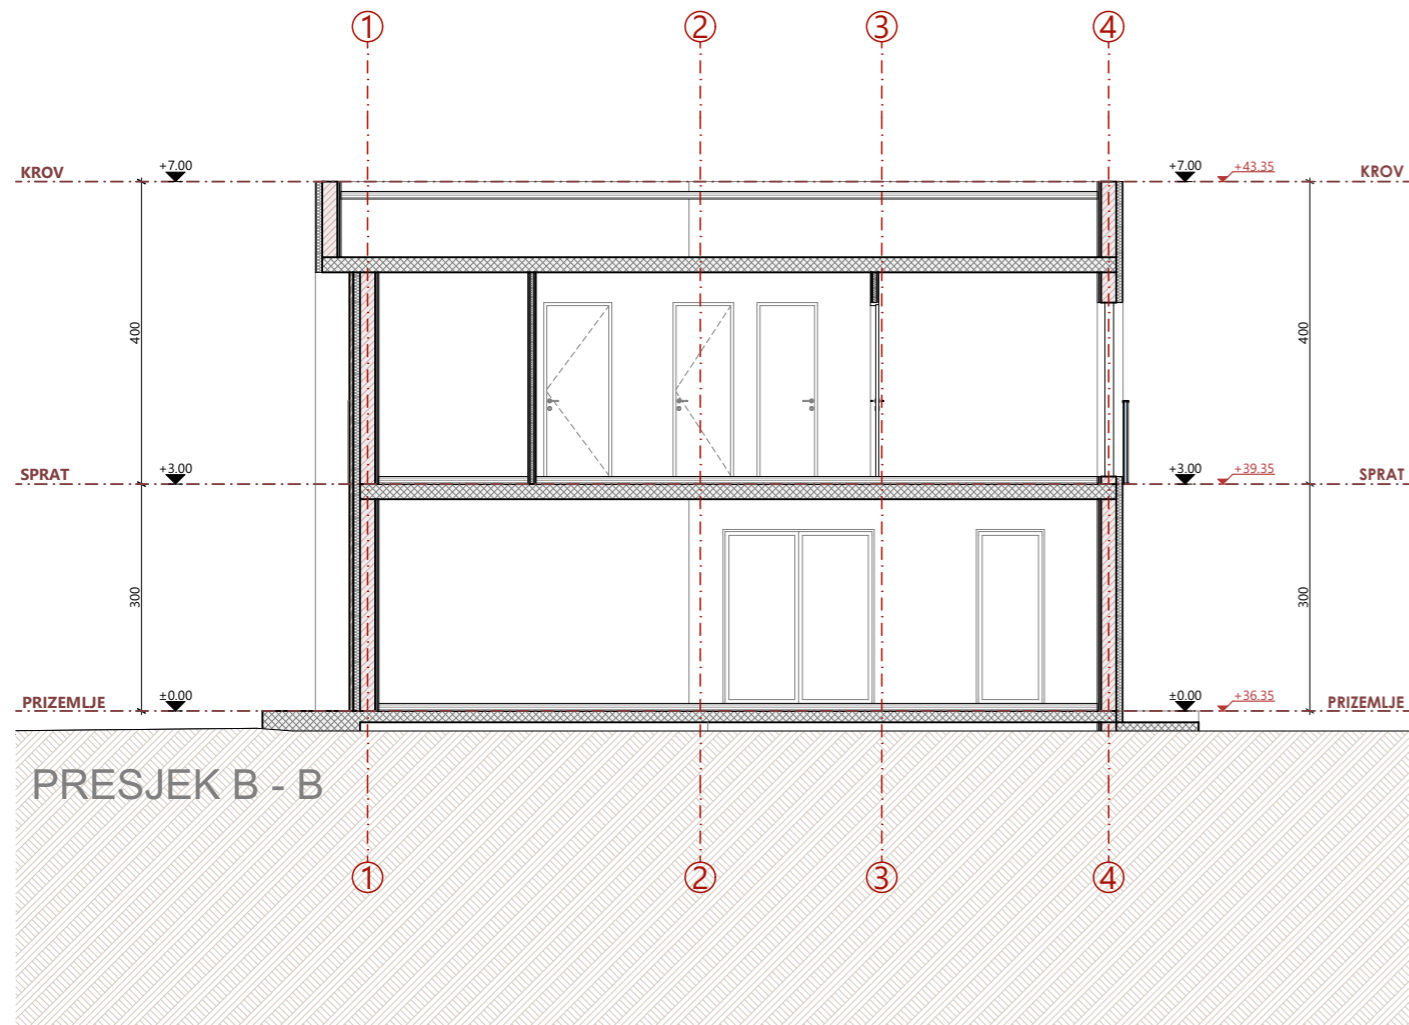 1 2 3 4
KROV +7.00 +7.00 +43.35 KROV
400 400
SPRAT +3.00 +3.00 +39.35 SPRAT
300 300
PRIZEMLJE ±0.00 ±0.00 +36.35 PRIZEMLJE
PRESJEK B - B
1 2 3 4